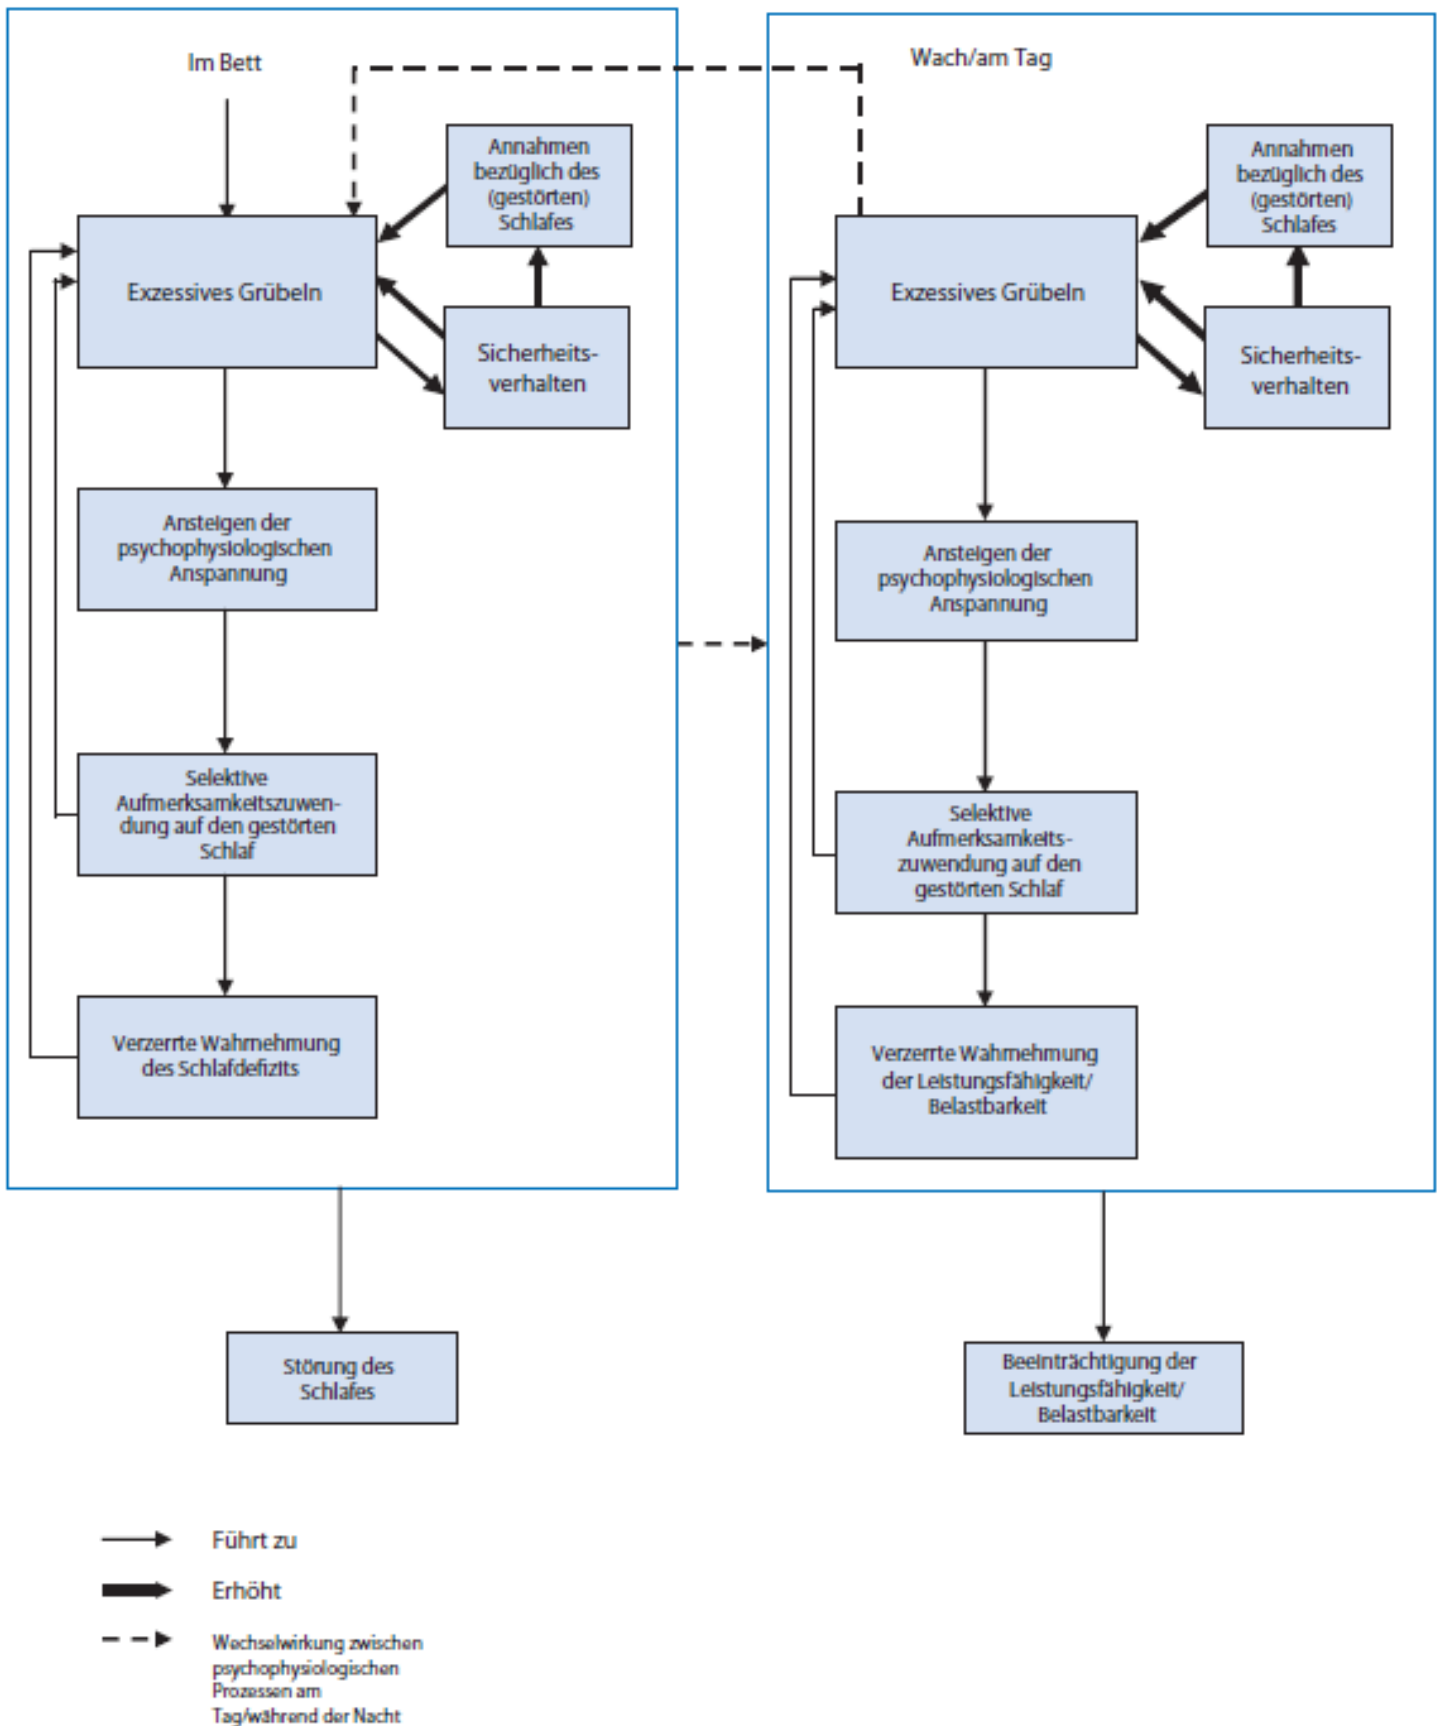 Im Bett
Annahmen
bezüglich des
(gestörten)
Schlafes
Exzessives Grübeln
Sicherheits-
verhalten
Ansteigen der
psychophysiologischen
Anspannung
Selektive
Aufmerksamkeitszuwen-
dung auf den gestörten
Schlaf
Verzerrte Wahrnehmung
des Schlafdefizits
Störung des
Schlafes
Wach/am Tag
Annahmen
bezüglich des
(gestörten)
Schlafes
Exzessives Grübeln
Sicherheits-
verhalten
Ansteigen der
psychophysiologischen
Anspannung
Selektive
Aufmerksamkeits-
zuwendung auf den
gestörten Schlaf
Verzerrte Wahrnehmung
der Leistungsfähigkeit/
Belastbarkeit
Beeinträchtigung der
Leistungsfähigkeit/
Belastbarkeit
Führt zu
Erhöht
Wechselwirkung zwischen
psychophysiologischen
Prozessen am
Tag/während der Nacht